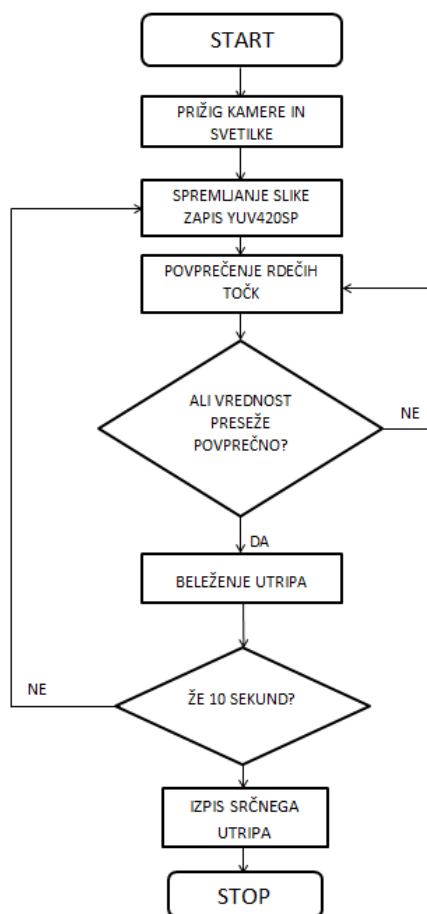 START
PRIŽIG KAMERE IN
SVETILKE
SPREMLJANJE SLIKE
ZAPIS YUV420SP
POVPREČENJE RDEČIH
TOČK
ALI VREDNOST
PRESEŽE
POVPREČNO?
NE
DA
BELEŽENJE UTRIPA
NE
ŽE 10 SEKUND?
IZPIS SRČNEGA
UTRIPA
STOP